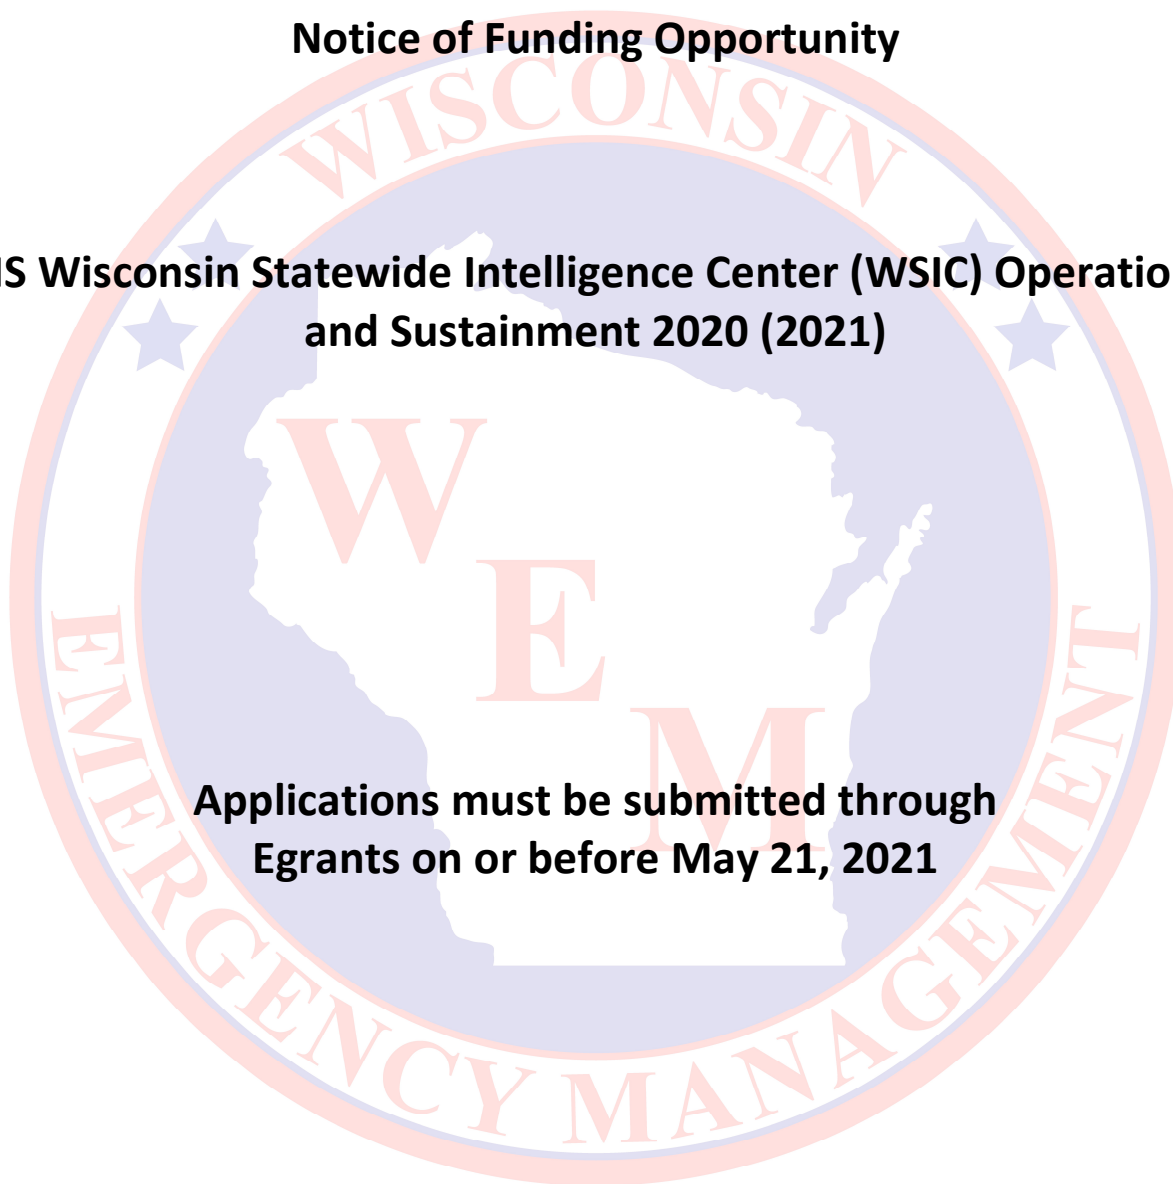 Notice of Funding Opportunity
WISCONSIN
IS Wisconsin Statewide Intelligence Center (WSIC) Operatio
and Sustainment 2020 (2021)
W
E
M
Applications must be submitted through
Egrants on or before May 21, 2021
EMERGENCY MANAGEMENT